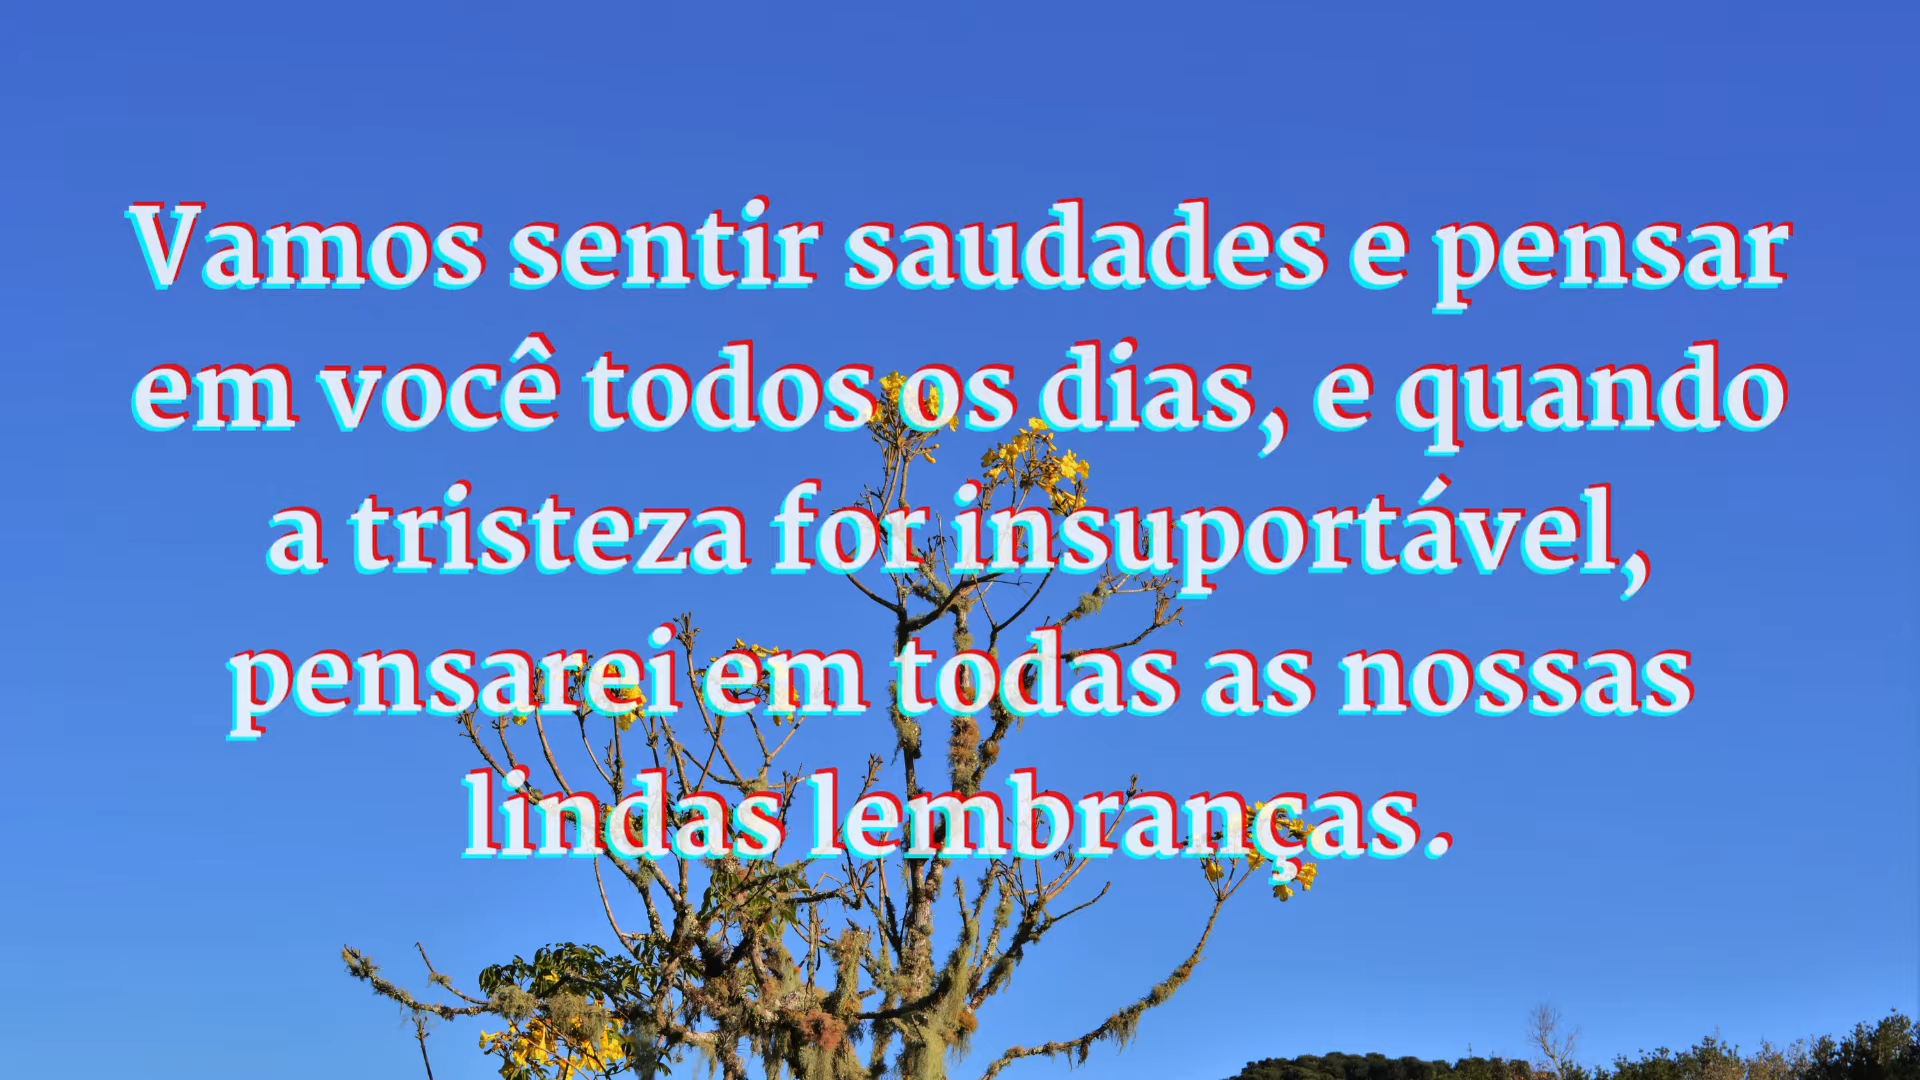 Vamos sentir saudades e pensar
em você todos os dias, e quando
a tristeza for insuportável,
pensarei em todas as nossas
lindas lembranças.